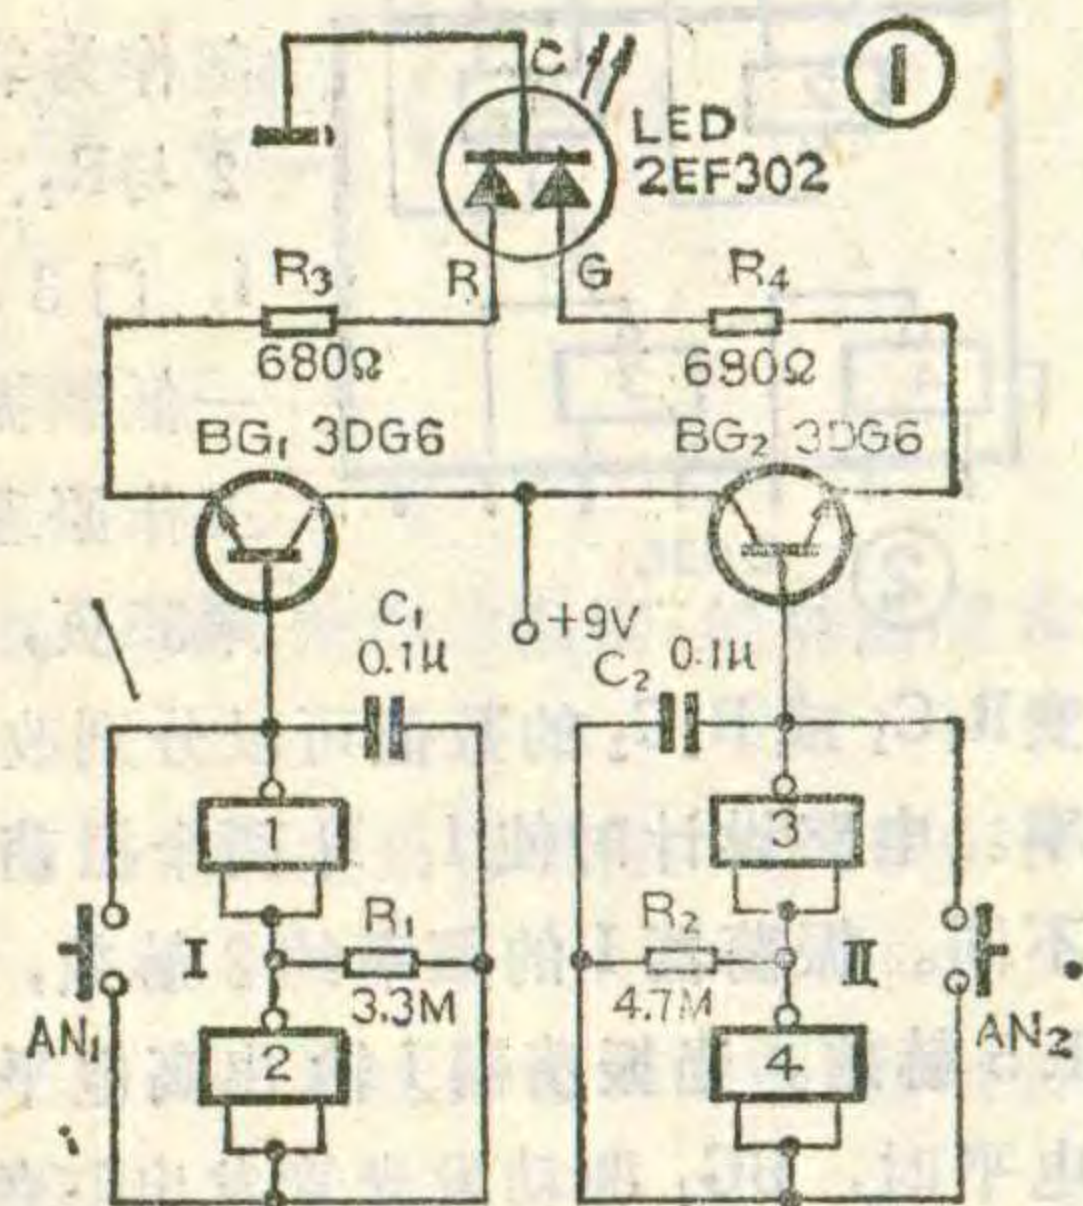 C
①
LED
2EF302
R₃
R
G
R₄
680Ω
680Ω
BG₁ 3DG6
BG₂ 3DG6
C₁
0.1μ
+9V
C₂ 0.1μ
1
3
I
R₁
R₂
II
3.3M
4.7M
AN₁
AN₂
2
4